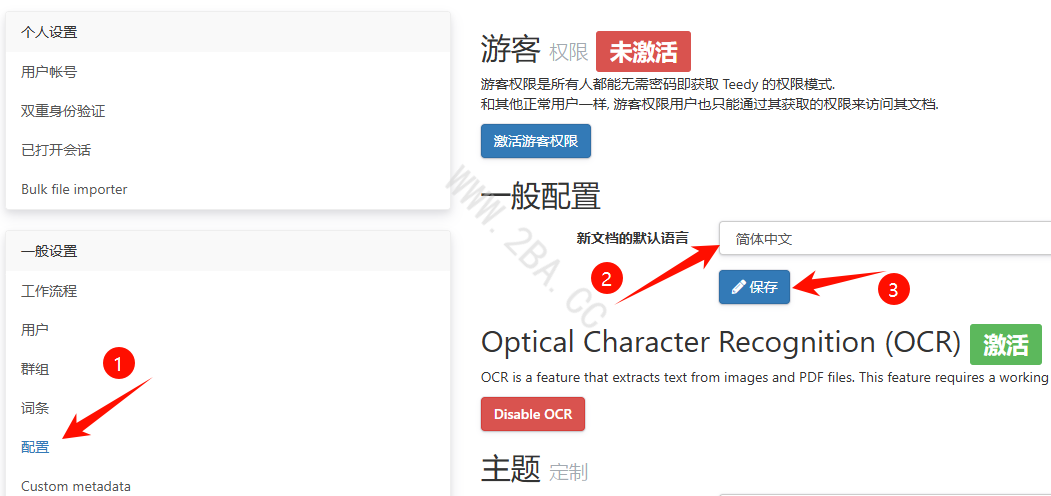 个人设置
用户帐号
双重身份验证
已打开会话
Bulk file importer
一般设置
工作流程
用户
群组
1
词条
配置
Custom metadata
游客 权限 未激活
游客权限是所有人都能无需密码即获取 Teedy 的权限模式.
和其他正常用户一样, 游客权限用户也只能通过其获取的权限来访问其文档.
激活游客权限
一般配置
新文档的默认语言 简体中文
2
保存
3
Optical Character Recognition (OCR) 激活
OCR is a feature that extracts text from images and PDF files. This feature requires a working
Disable OCR
主题 定制
WWW.2BA.CC